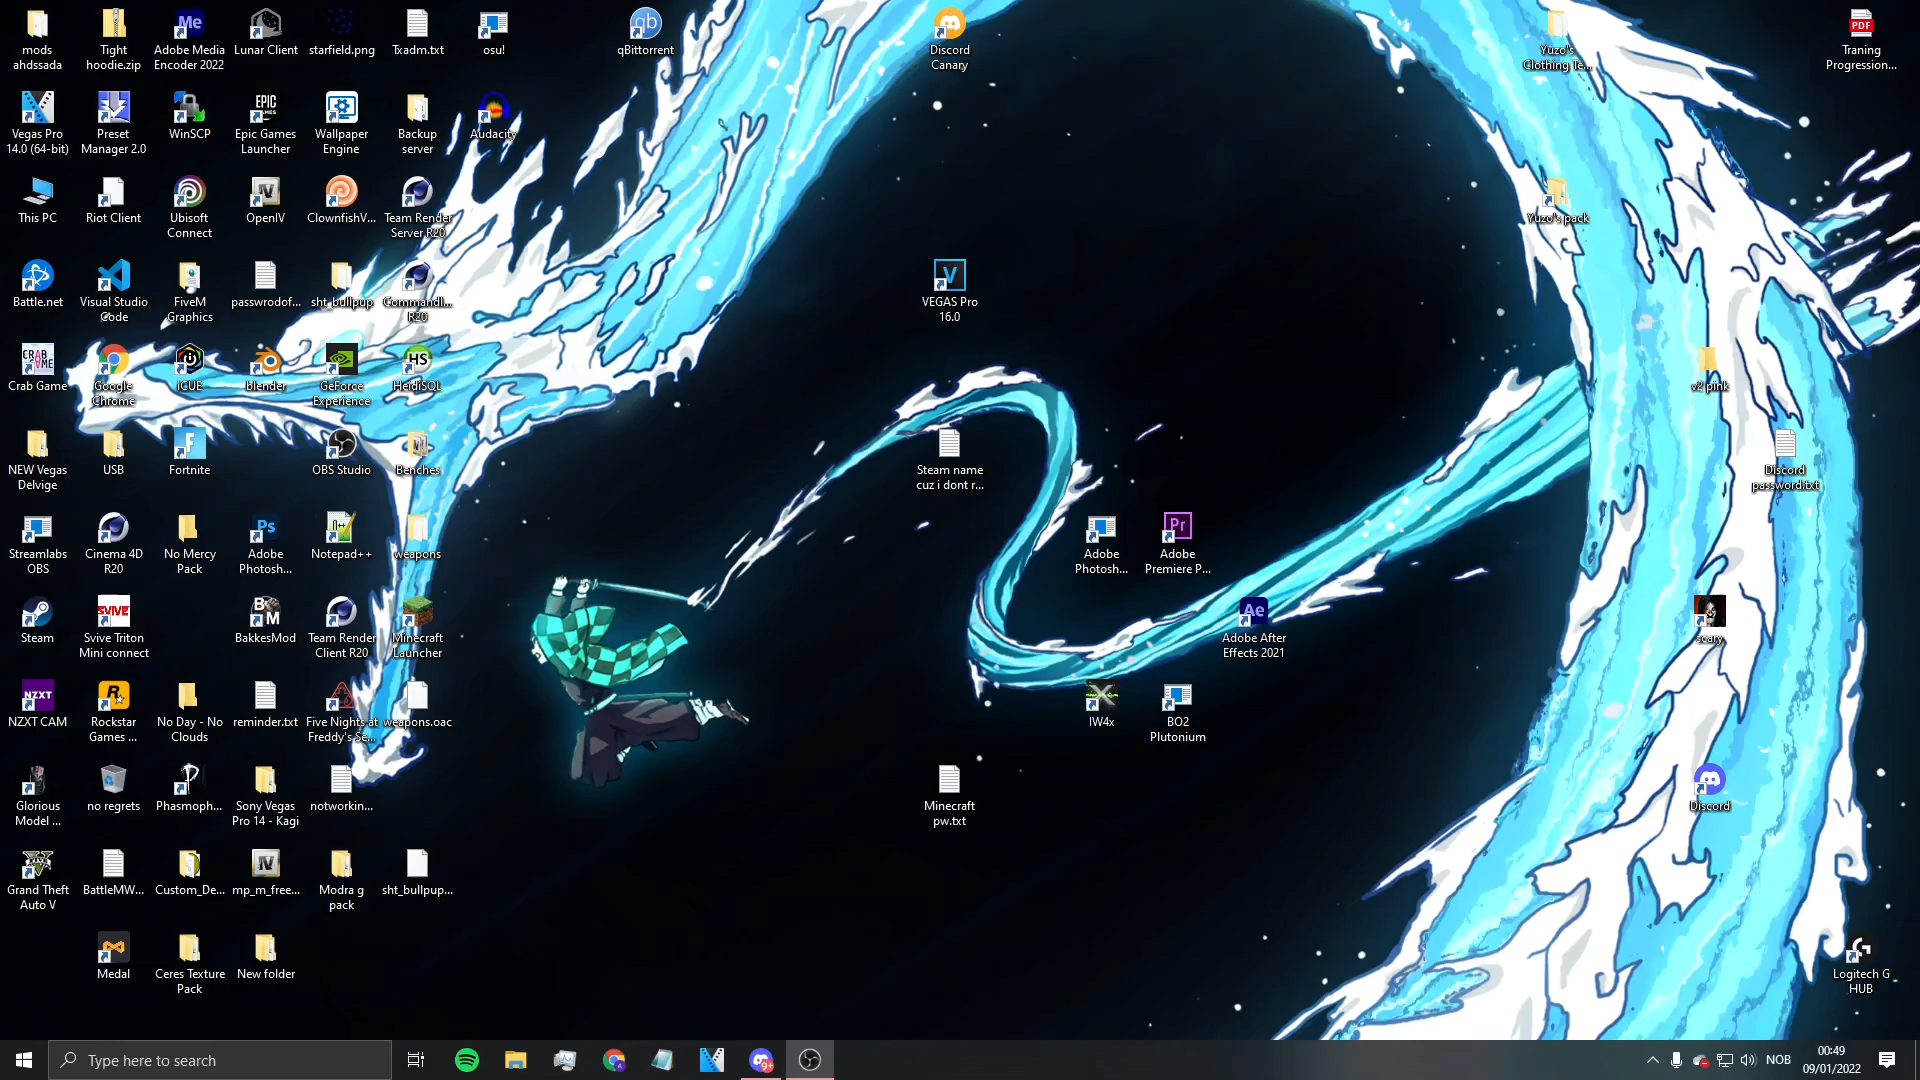 mods
ahdssada
Tight
hoodie.zip
Adobe Media
Encoder 2022
Lunar Client
starfield.png
Txadm.txt
osu!
qBittorrent
Discord
Canary
Yuzo's
Clothing Te...
Traning
Progression...
Vegas Pro
14.0 (64-bit)
Preset
Manager 2.0
WinSCP
Epic Games
Launcher
Wallpaper
Engine
Backup
server
Audacity
This PC
Riot Client
Ubisoft
Connect
OpenIV
ClownfishV...
Team Render
Server R20
Yuzo's pack
Battle.net
Visual Studio
Code
FiveM
Graphics
passwrodof...
sht_bullpup
Commandl...
R20
VEGAS Pro
16.0
Crab Game
Google
Chrome
iCUE
blender
GeForce
Experience
HeidiSQL
v2 pink
NEW Vegas
Delvige
USB
Fortnite
OBS Studio
Benches
Steam name
cuz i dont r...
Discord
password.txt
Streamlabs
OBS
Cinema 4D
R20
No Mercy
Pack
Adobe
Photosh...
Notepad++
weapons
Adobe
Photosh...
Adobe
Premiere P...
Steam
Svive Triton
Mini connect
BakkesMod
Team Render
Client R20
Minecraft
Launcher
Adobe After
Effects 2021
scary
NZXT CAM
Rockstar
Games ...
No Day - No
Clouds
reminder.txt
Five Nights at
Freddy's Se...
weapons.oac
IW4x
BO2
Plutonium
Glorious
Model ...
no regrets
Phasmoph...
Sony Vegas
Pro 14 - Kagi
notworkin...
Minecraft
pw.txt
Discord
Grand Theft
Auto V
BattleMW...
Custom_De...
mp_m_free...
Modra g
pack
sht_bullpup...
Medal
Ceres Texture
Pack
New folder
Logitech G
HUB
Type here to search
9+
NOB
00:49
09/01/2022